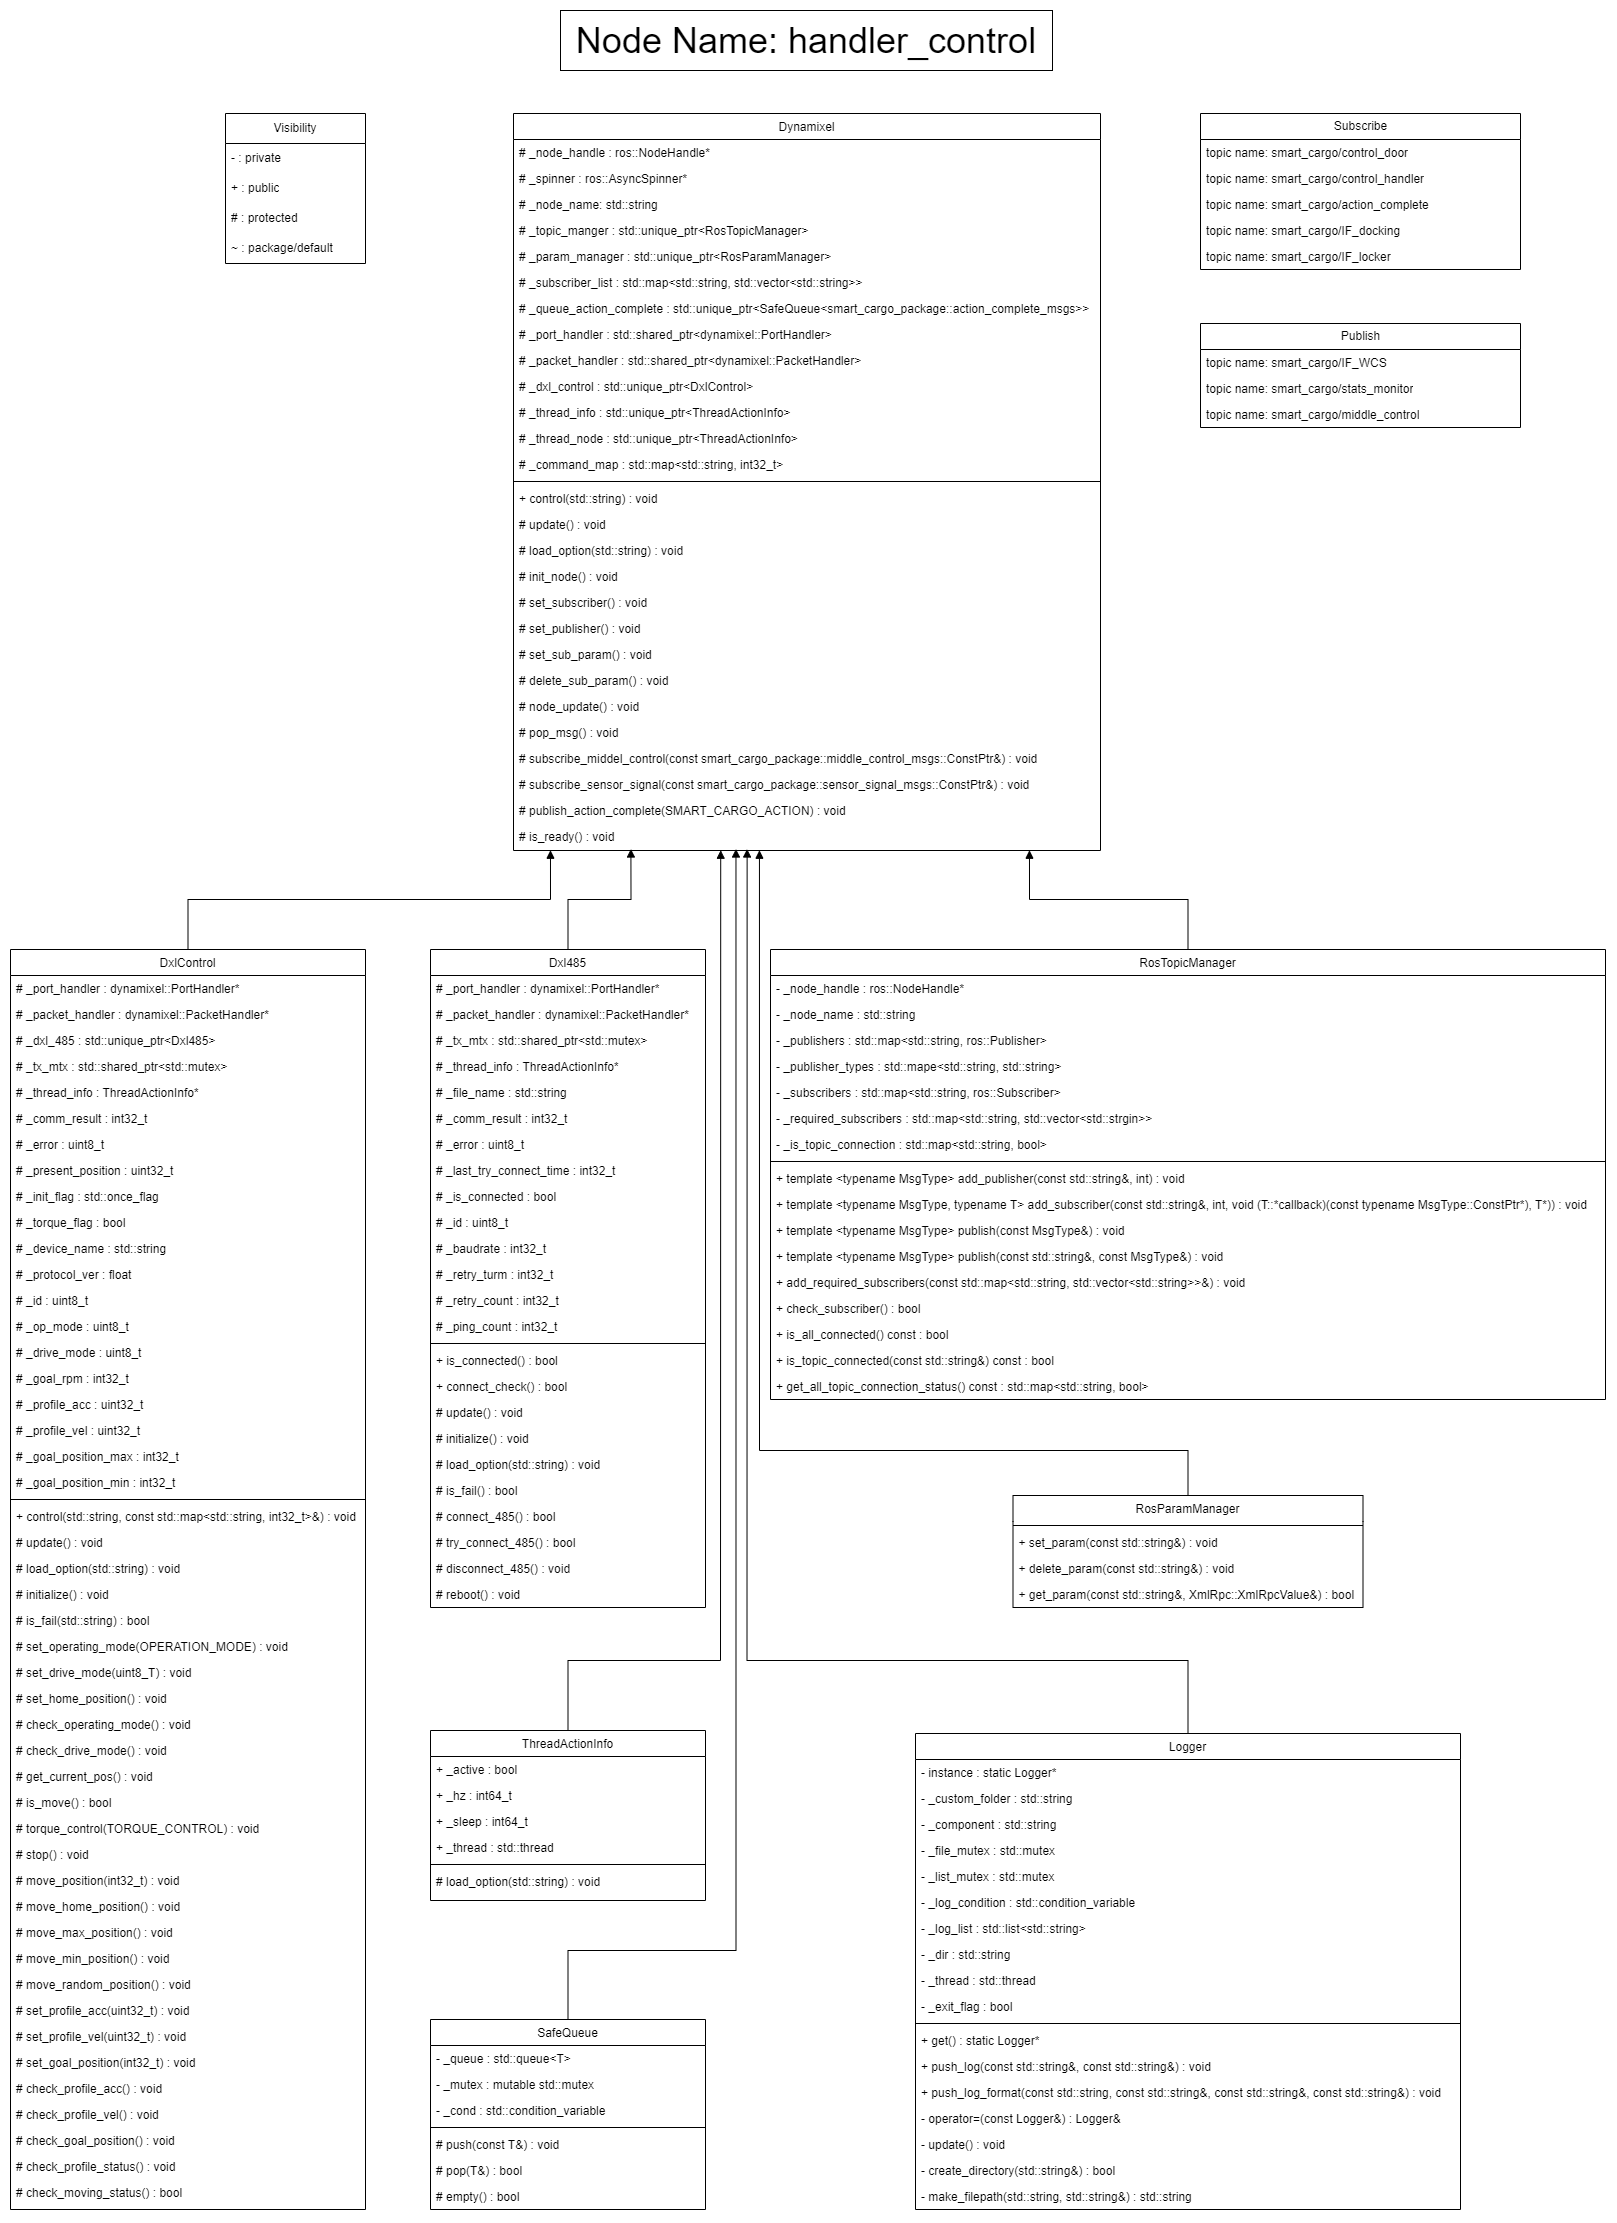 Node Name: handler_control
Visibility
- : private
+ : public
# : protected
~ : package/default
Dynamixel
# _node_handle : ros::NodeHandle*
# _spinner : ros::AsyncSpinner*
# _node_name: std::string
# _topic_manger : std::unique_ptr<RosTopicManager>
# _param_manager : std::unique_ptr<RosParamManager>
# _subscriber_list : std::map<std::string, std::vector<std::string>>
# _queue_action_complete : std::unique_ptr<SafeQueue<smart_cargo_package::action_complete_msgs>>
# _port_handler : std::shared_ptr<dynamixel::PortHandler>
# _packet_handler : std::shared_ptr<dynamixel::PacketHandler>
# _dxl_control : std::unique_ptr<DxlControl>
# _thread_info : std::unique_ptr<ThreadActionInfo>
# _thread_node : std::unique_ptr<ThreadActionInfo>
# _command_map : std::map<std::string, int32_t>
+ control(std::string) : void
# update() : void
# load_option(std::string) : void
# init_node() : void
# set_subscriber() : void
# set_publisher() : void
# set_sub_param() : void
# delete_sub_param() : void
# node_update() : void
# pop_msg() : void
# subscribe_middel_control(const smart_cargo_package::middle_control_msgs::ConstPtr&) : void
# subscribe_sensor_signal(const smart_cargo_package::sensor_signal_msgs::ConstPtr&) : void
# publish_action_complete(SMART_CARGO_ACTION) : void
# is_ready() : void
Subscribe
topic name: smart_cargo/control_door
topic name: smart_cargo/control_handler
topic name: smart_cargo/action_complete
topic name: smart_cargo/IF_docking
topic name: smart_cargo/IF_locker
Publish
topic name: smart_cargo/IF_WCS
topic name: smart_cargo/stats_monitor
topic name: smart_cargo/middle_control
DxlControl
# _port_handler : dynamixel::PortHandler*
# _packet_handler : dynamixel::PacketHandler*
# _dxl_485 : std::unique_ptr<Dxl485>
# _tx_mtx : std::shared_ptr<std::mutex>
# _thread_info : ThreadActionInfo*
# _comm_result : int32_t
# _error : uint8_t
# _present_position : uint32_t
# _init_flag : std::once_flag
# _torque_flag : bool
# _device_name : std::string
# _protocol_ver : float
# _id : uint8_t
# _op_mode : uint8_t
# _drive_mode : uint8_t
# _goal_rpm : int32_t
# _profile_acc : uint32_t
# _profile_vel : uint32_t
# _goal_position_max : int32_t
# _goal_position_min : int32_t
+ control(std::string, const std::map<std::string, int32_t>&) : void
# update() : void
# load_option(std::string) : void
# initialize() : void
# is_fail(std::string) : bool
# set_operating_mode(OPERATION_MODE) : void
# set_drive_mode(uint8_T) : void
# set_home_position() : void
# check_operating_mode() : void
# check_drive_mode() : void
# get_current_pos() : void
# is_move() : bool
# torque_control(TORQUE_CONTROL) : void
# stop() : void
# move_position(int32_t) : void
# move_home_position() : void
# move_max_position() : void
# move_min_position() : void
# move_random_position() : void
# set_profile_acc(uint32_t) : void
# set_profile_vel(uint32_t) : void
# set_goal_position(int32_t) : void
# check_profile_acc() : void
# check_profile_vel() : void
# check_goal_position() : void
# check_profile_status() : void
# check_moving_status() : bool
Dxl485
# _port_handler : dynamixel::PortHandler*
# _packet_handler : dynamixel::PacketHandler*
# _tx_mtx : std::shared_ptr<std::mutex>
# _thread_info : ThreadActionInfo*
# _file_name : std::string
# _comm_result : int32_t
# _error : uint8_t
# _last_try_connect_time : int32_t
# _is_connected : bool
# _id : uint8_t
# _baudrate : int32_t
# _retry_turm : int32_t
# _retry_count : int32_t
# _ping_count : int32_t
+ is_connected() : bool
+ connect_check() : bool
# update() : void
# initialize() : void
# load_option(std::string) : void
# is_fail() : bool
# connect_485() : bool
# try_connect_485() : bool
# disconnect_485() : void
# reboot() : void
RosTopicManager
- _node_handle : ros::NodeHandle*
- _node_name : std::string
- _publishers : std::map<std::string, ros::Publisher>
- _publisher_types : std::mape<std::string, std::string>
- _subscribers : std::map<std::string, ros::Subscriber>
- _required_subscribers : std::map<std::string, std::vector<std::strgin>>
- _is_topic_connection : std::map<std::string, bool>
+ template <typename MsgType> add_publisher(const std::string&, int) : void
+ template <typename MsgType, typename T> add_subscriber(const std::string&, int, void (T::*callback)(const typename MsgType::ConstPtr*), T*)) : void
+ template <typename MsgType> publish(const MsgType&) : void
+ template <typename MsgType> publish(const std::string&, const MsgType&) : void
+ add_required_subscribers(const std::map<std::string, std::vector<std::string>>&) : void
+ check_subscriber() : bool
+ is_all_connected() const : bool
+ is_topic_connected(const std::string&) const : bool
+ get_all_topic_connection_status() const : std::map<std::string, bool>
RosParamManager
+ set_param(const std::string&) : void
+ delete_param(const std::string&) : void
+ get_param(const std::string&, XmlRpc::XmlRpcValue&) : bool
ThreadActionInfo
+ _active : bool
+ _hz : int64_t
+ _sleep : int64_t
+ _thread : std::thread
# load_option(std::string) : void
Logger
- instance : static Logger*
- _custom_folder : std::string
- _component : std::string
- _file_mutex : std::mutex
- _list_mutex : std::mutex
- _log_condition : std::condition_variable
- _log_list : std::list<std::string>
- _dir : std::string
- _thread : std::thread
- _exit_flag : bool
+ get() : static Logger*
+ push_log(const std::string&, const std::string&) : void
+ push_log_format(const std::string, const std::string&, const std::string&, const std::string&) : void
- operator=(const Logger&) : Logger&
- update() : void
- create_directory(std::string&) : bool
- make_filepath(std::string, std::string&) : std::string
SafeQueue
- _queue : std::queue<T>
- _mutex : mutable std::mutex
- _cond : std::condition_variable
# push(const T&) : void
# pop(T&) : bool
# empty() : bool